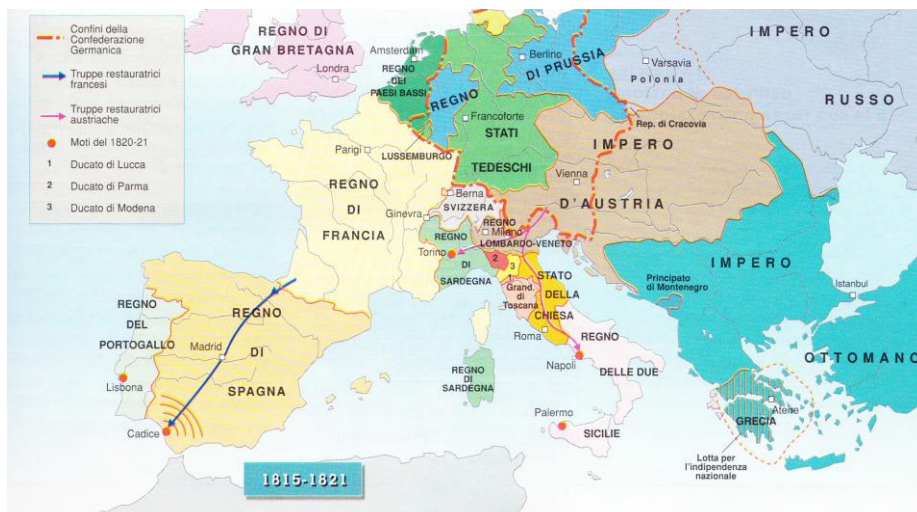 Confini della
Confederazione
Germanica
Truppe restauratrici
francesi
Truppe restauratrici
austriache
Moti del 1820-21
1 Ducato di Lucca
2 Ducato di Parma
3 Ducato di Modena
REGNO DI
GRAN BRETAGNA
Londra
Amsterdam
REGNO
DEI
PAESI BASSI
Berlino
DI PRUSSIA
REGNO
IMPERO
RUSSO
Varsavia
Polonia
Rep. di Cracovia
Francoforte
STATI
TEDESCHI
LUSSEMBURGO
Parigi
REGNO
DI
FRANCIA
IMPERO
D'AUSTRIA
Vienna
Berna
SVIZZERA
Ginevra
REGNO
LOMBARDO-VENETO
Milano
REGNO
DI
SARDEGNA
Torino
2
3
1
Grand.
di
Toscana
STATO
DELLA
CHIESA
Roma
REGNO
DELLE DUE
SICILIE
Napoli
Palermo
REGNO
DI
SARDEGNA
REGNO
DEL
PORTOGALLO
Lisbona
REGNO
DI
SPAGNA
Madrid
Cadice
Principato
di Montenegro
IMPERO
OTTOMANO
Istanbul
Atene
GRECIA
Lotta per
l'indipendenza
nazionale
1815-1821